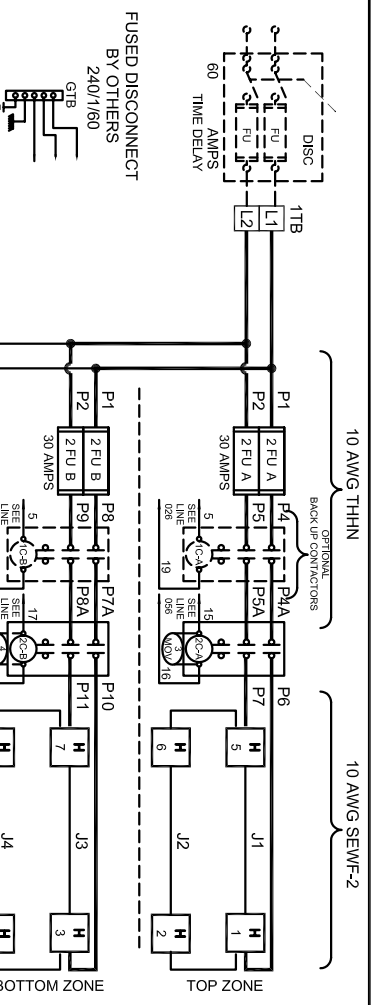 10 AWG THHN
10 AWG SEWF-2
OPTIONAL
BACK UP CONTACTORS
DISC
FU
FU
60 AMPS
TIME DELAY
1TB
L1
L2
P1
P2
2 FU A
2 FU A
30 AMPS
P4
P5
P4A
P5A
P6
P7
1C-A
5
19
SEE
LINE
026
2C-A
3
MOV
15
16
SEE
LINE
056
H
5
J1
H
1
H
6
J2
H
2
TOP ZONE
FUSED DISCONNECT
BY OTHERS
240/1/60
GTB
P1
P2
2 FU B
2 FU B
30 AMPS
P8
P9
P7A
P8A
P10
P11
1C-B
5
SEE
LINE
2C-B
4
17
SEE
LINE
H
7
J3
H
3
H
J4
H
BOTTOM ZONE